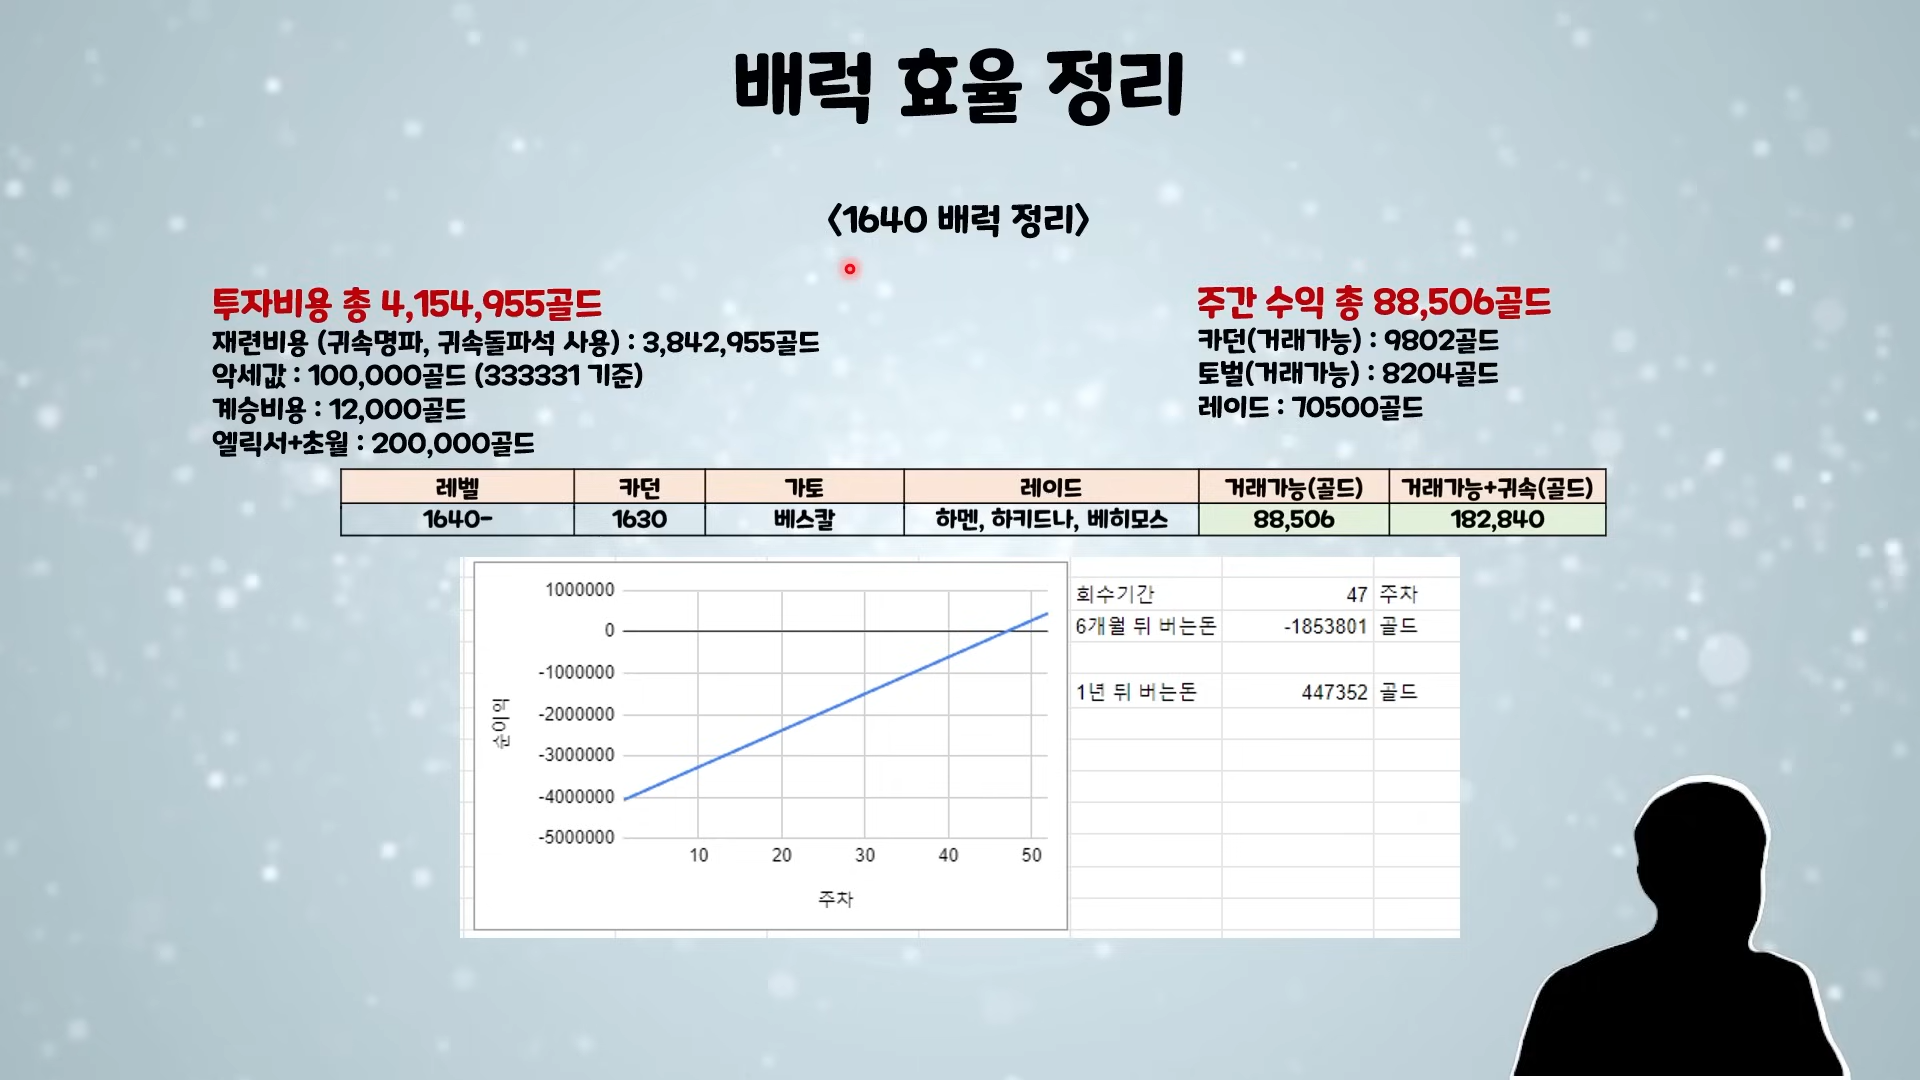 배럭 효율 정리
<1640 배럭 정리>
투자비용 총 4,154,955골드
재련비용 (귀속명파, 귀속돌파석 사용) : 3,842,955골드
악세값 : 100,000골드 (333331 기준)
계승비용 : 12,000골드
엘릭서+초월 : 200,000골드
주간 수익 총 88,506골드
카던(거래가능) : 9802골드
토벌(거래가능) : 8204골드
레이드 : 70500골드
레벨 카던 가토 레이드 거래가능(골드) 거래가능+귀속(골드)
1640- 1630 베스칼 하멘, 하키드나, 베히모스 88,506 182,840
순이익
1000000
0
-1000000
-2000000
-3000000
-4000000
-5000000
10 20 30 40 50
주차
회수기간 47 주차
6개월 뒤 버는돈 -1853801 골드
1년 뒤 버는돈 447352 골드